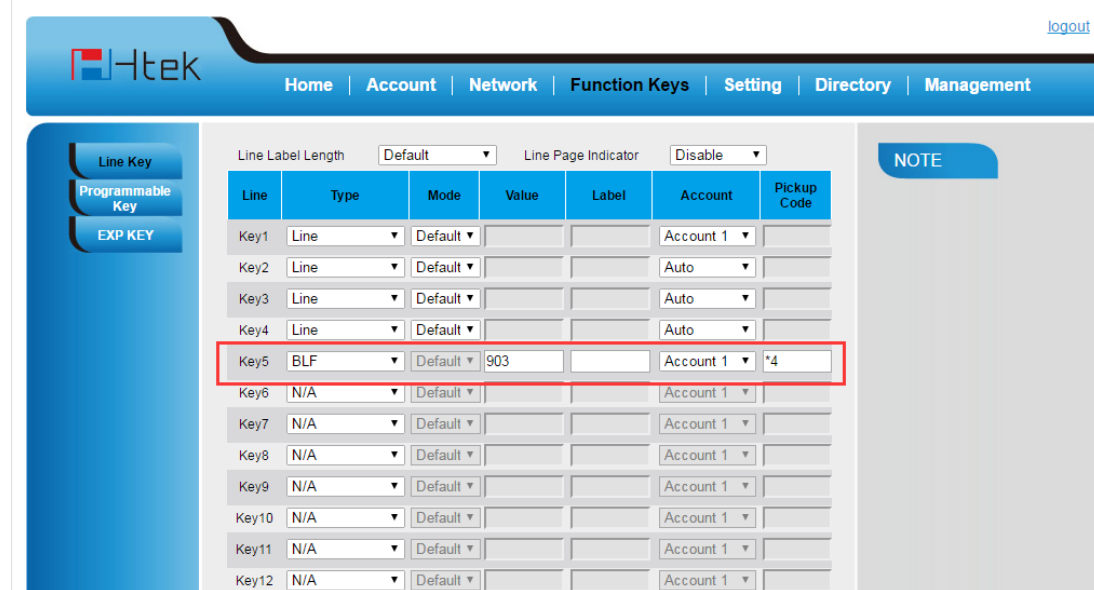 logout
Htek
Home | Account | Network | Function Keys | Setting | Directory | Management
Line Key
Programmable Key
EXP KEY
Line Label Length Default Line Page Indicator Disable
NOTE
Line Type Mode Value Label Account Pickup Code
Key1 Line Default Account 1
Key2 Line Default Auto
Key3 Line Default Auto
Key4 Line Default Auto
Key5 BLF Default 903 Account 1 *4
Key6 N/A Default Account 1
Key7 N/A Default Account 1
Key8 N/A Default Account 1
Key9 N/A Default Account 1
Key10 N/A Default Account 1
Key11 N/A Default Account 1
Key12 N/A Default Account 1